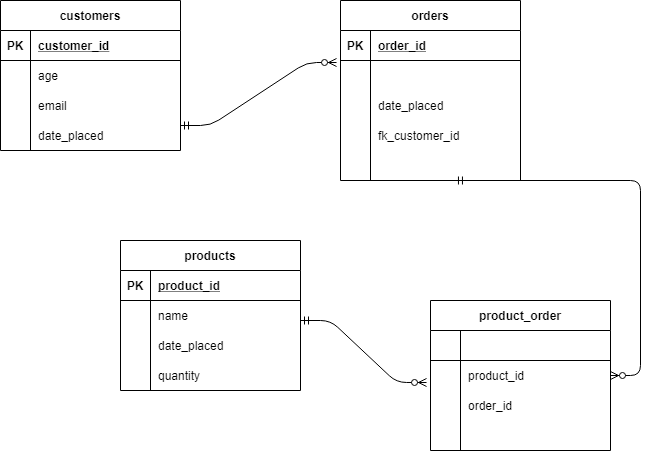 customers
PK customer_id
age
email
date_placed
orders
PK order_id
date_placed
fk_customer_id
products
PK product_id
name
date_placed
quantity
product_order
product_id
order_id